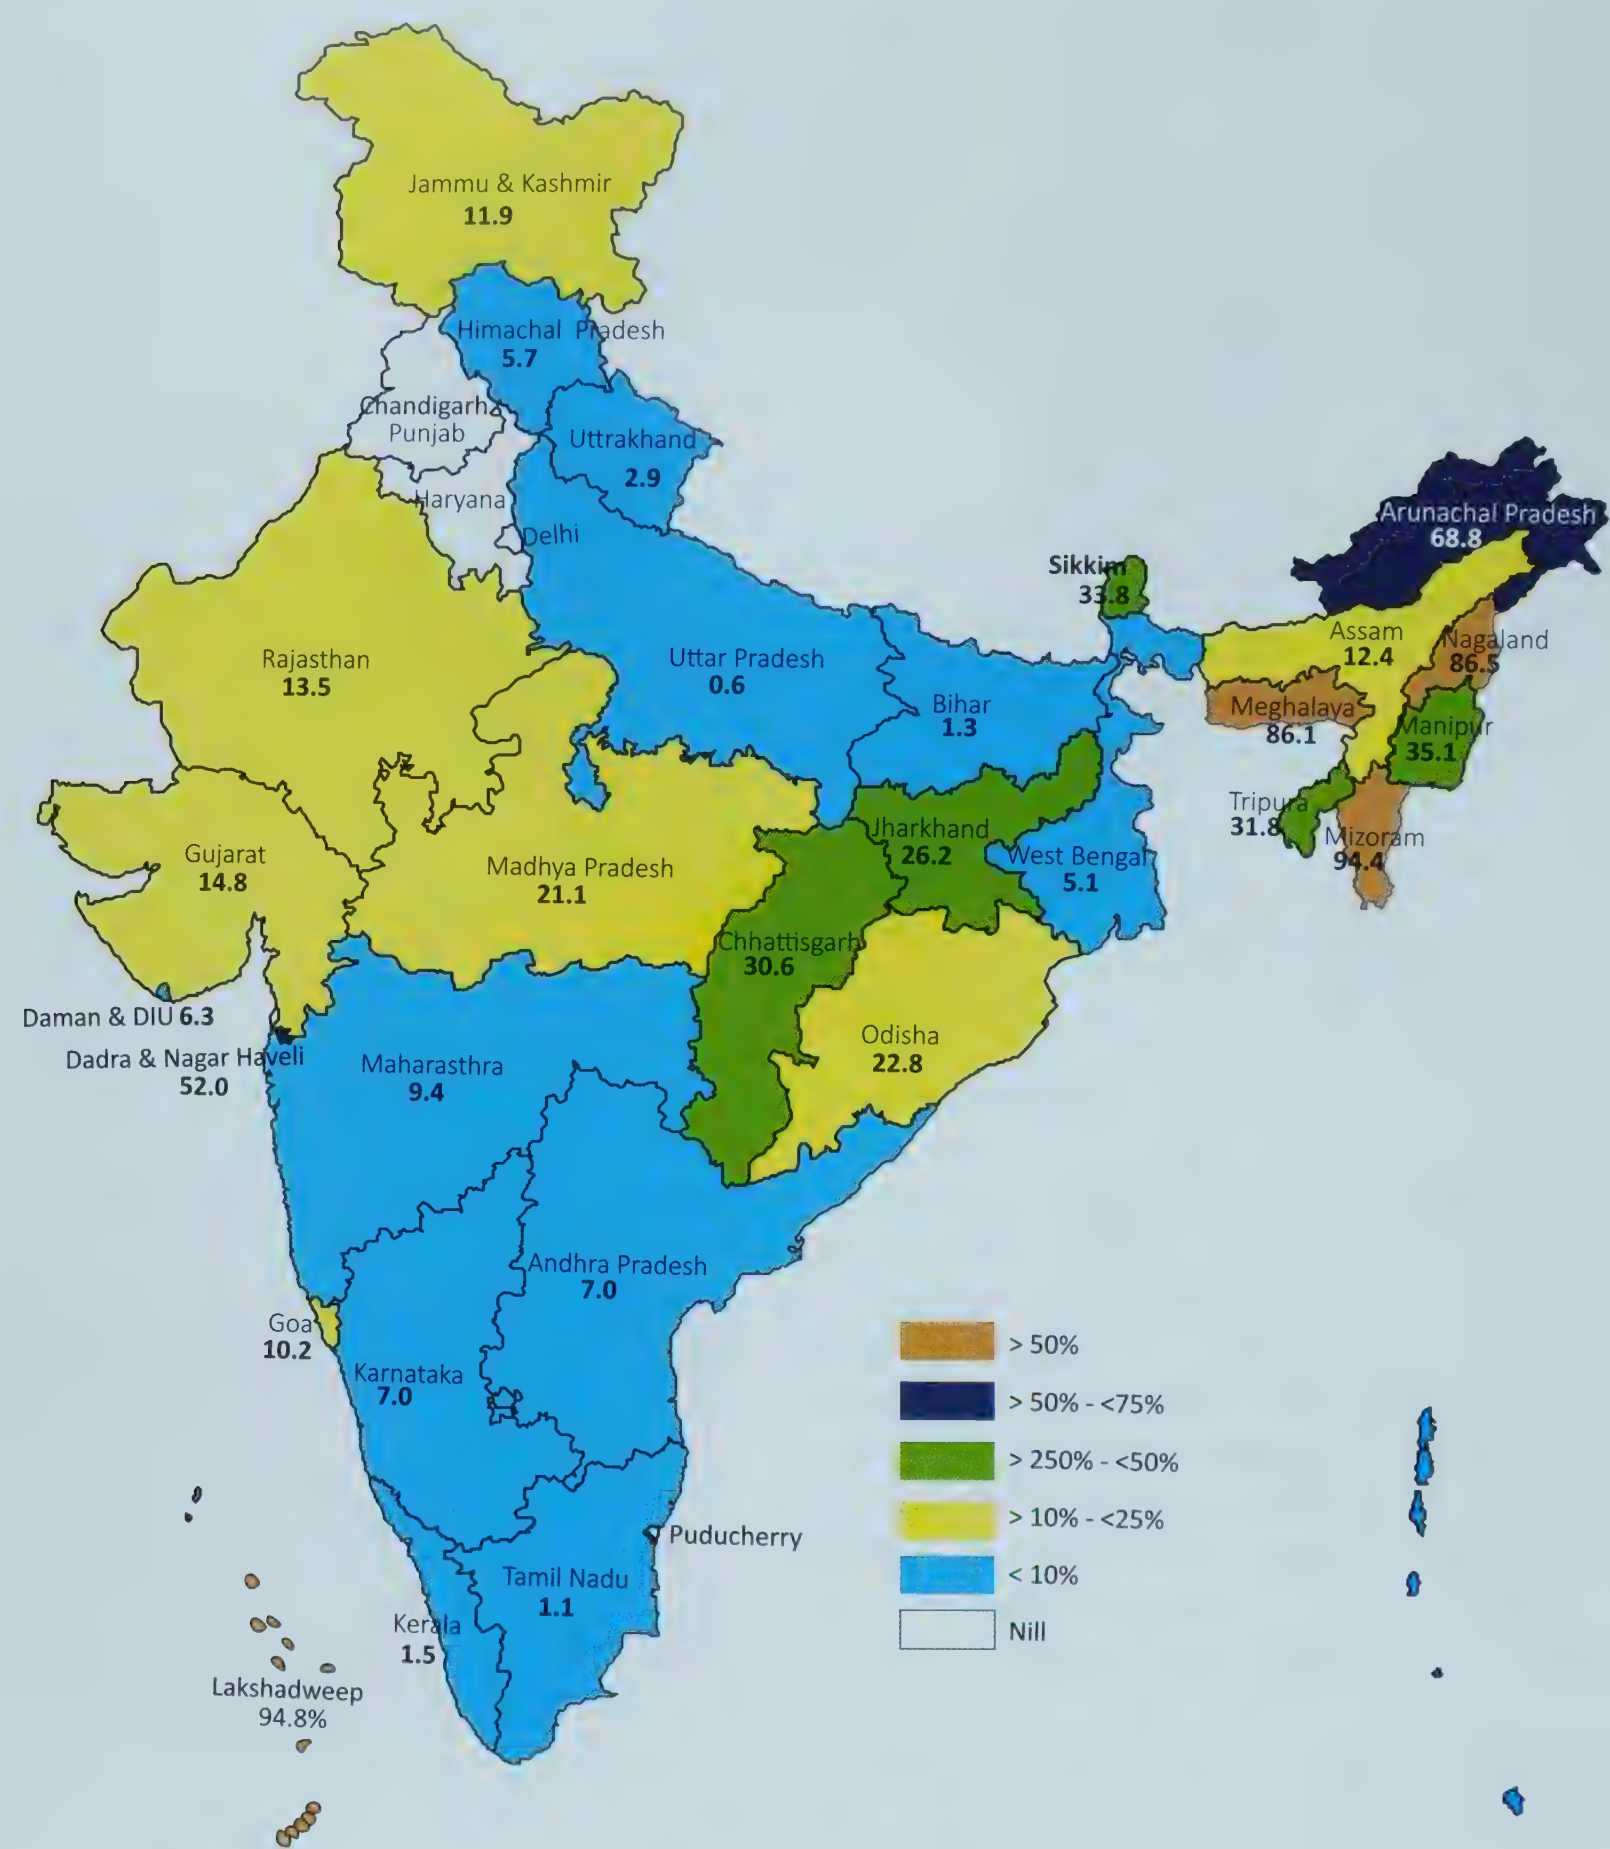 Jammu & Kashmir
11.9
Himachal Pradesh
5.7
Chandigarh
Punjab
Uttrakhand
2.9
Haryana
Delhi
Arunachal Pradesh
68.8
Sikkim
33.8
Assam
12.4
Nagaland
86.5
Rajasthan
13.5
Uttar Pradesh
0.6
Bihar
1.3
Meghalaya
86.1
Manipur
35.1
Tripura
31.8
Mizoram
94.4
Gujarat
14.8
Madhya Pradesh
21.1
Jharkhand
26.2
West Bengal
5.1
Chhattisgarh
30.6
Daman & DIU 6.3
Dadra & Nagar Haveli
52.0
Maharasthra
9.4
Odisha
22.8
Andhra Pradesh
7.0
Goa
10.2
Karnataka
7.0
> 50%
> 50% - <75%
> 250% - <50%
> 10% - <25%
< 10%
Nill
Puducherry
Tamil Nadu
1.1
Kerala
1.5
Lakshadweep
94.8%